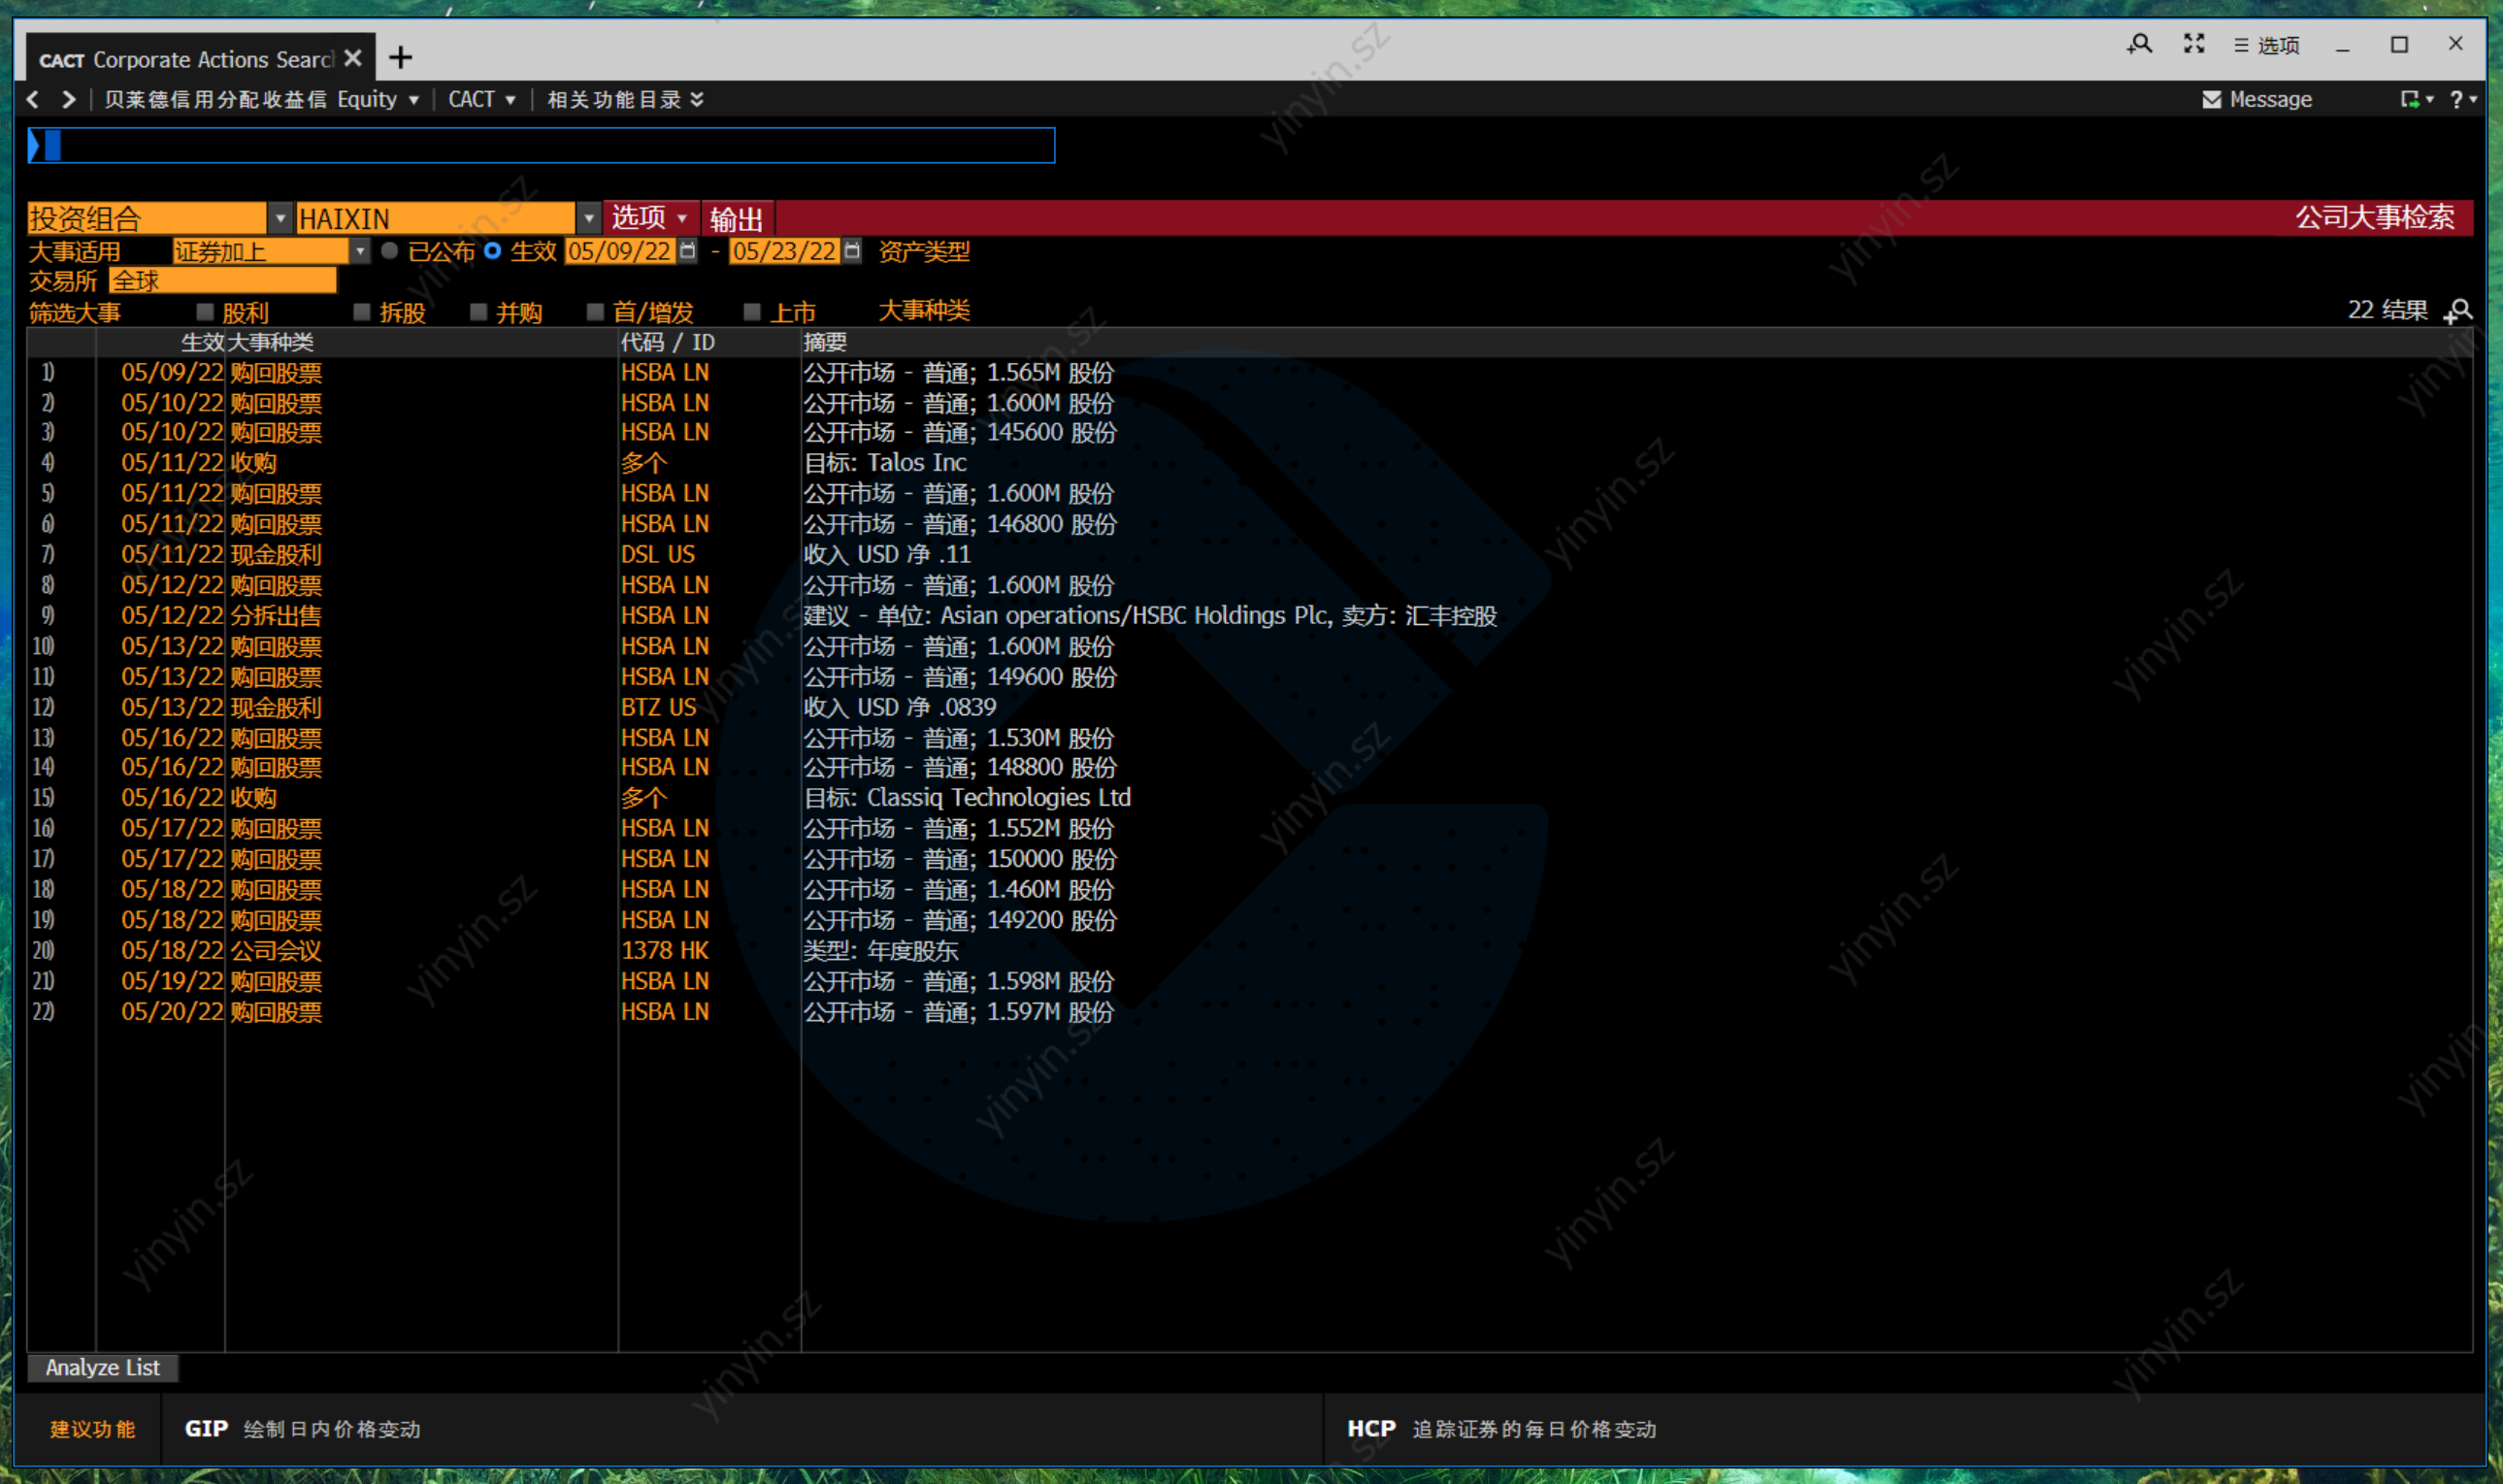 CACT Corporate Actions Searc
选项
贝莱德信用分配收益信 Equity CACT 相关功能目录 Message ?
投资组合 HAIXIN 选项 输出 公司大事检索
大事适用 证券加上 已公布 生效 05/09/22 - 05/23/22 资产类型
交易所 全球
筛选大事 股利 拆股 并购 首/增发 上市 大事种类 22 结果
生效 大事种类 代码 / ID 摘要
1) 05/09/22 购回股票 HSBA LN 公开市场 - 普通; 1.565M 股份
2) 05/10/22 购回股票 HSBA LN 公开市场 - 普通; 1.600M 股份
3) 05/10/22 购回股票 HSBA LN 公开市场 - 普通; 145600 股份
4) 05/11/22 收购 多个 目标: Talos Inc
5) 05/11/22 购回股票 HSBA LN 公开市场 - 普通; 1.600M 股份
6) 05/11/22 购回股票 HSBA LN 公开市场 - 普通; 146800 股份
7) 05/11/22 现金股利 DSL US 收入 USD 净 .11
8) 05/12/22 购回股票 HSBA LN 公开市场 - 普通; 1.600M 股份
9) 05/12/22 分拆出售 HSBA LN 建议 - 单位: Asian operations/HSBC Holdings Plc, 卖方: 汇丰控股
10) 05/13/22 购回股票 HSBA LN 公开市场 - 普通; 1.600M 股份
11) 05/13/22 购回股票 HSBA LN 公开市场 - 普通; 149600 股份
12) 05/13/22 现金股利 BTZ US 收入 USD 净 .0839
13) 05/16/22 购回股票 HSBA LN 公开市场 - 普通; 1.530M 股份
14) 05/16/22 购回股票 HSBA LN 公开市场 - 普通; 148800 股份
15) 05/16/22 收购 多个 目标: Classiq Technologies Ltd
16) 05/17/22 购回股票 HSBA LN 公开市场 - 普通; 1.552M 股份
17) 05/17/22 购回股票 HSBA LN 公开市场 - 普通; 150000 股份
18) 05/18/22 购回股票 HSBA LN 公开市场 - 普通; 1.460M 股份
19) 05/18/22 购回股票 HSBA LN 公开市场 - 普通; 149200 股份
20) 05/18/22 公司会议 1378 HK 类型: 年度股东
21) 05/19/22 购回股票 HSBA LN 公开市场 - 普通; 1.598M 股份
22) 05/20/22 购回股票 HSBA LN 公开市场 - 普通; 1.597M 股份
Analyze List
建议功能 GIP 绘制日内价格变动 HCP 追踪证券的每日价格变动
yinyin.sz